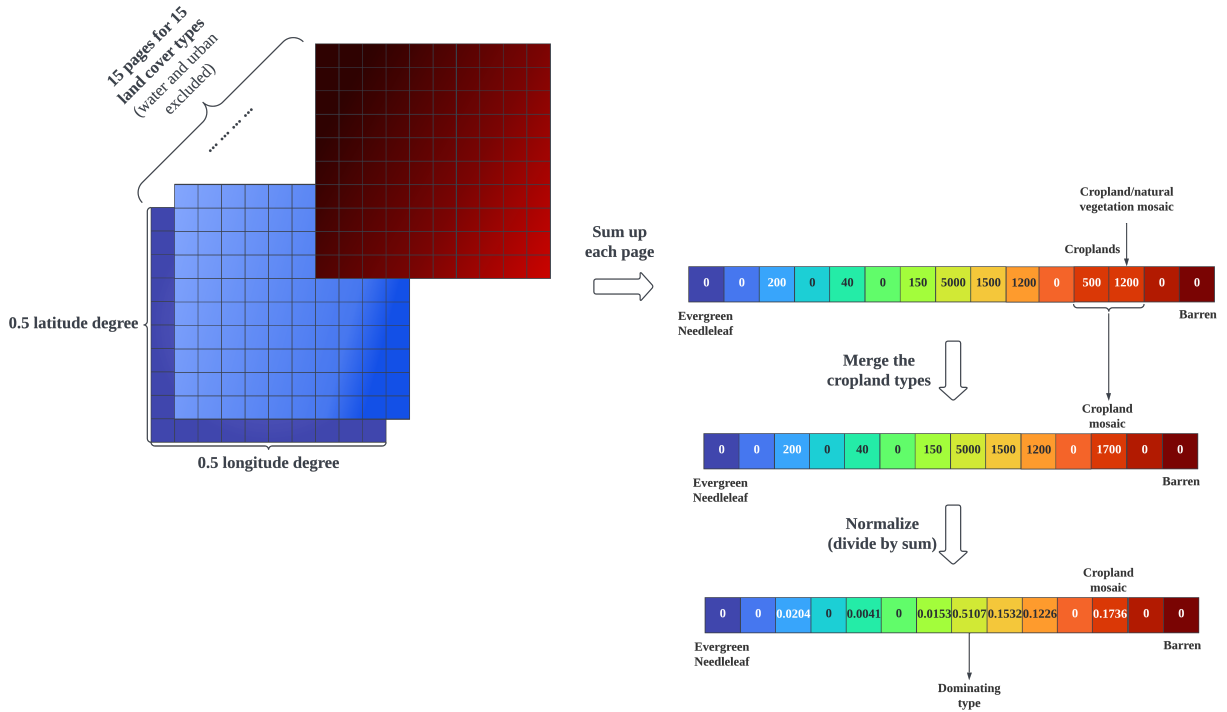 15 pages for 15
land cover types
(water and urban
excluded)
0.5 latitude degree
0.5 longitude degree
Sum up
each page
Cropland/natural
vegetation mosaic
Croplands
0 0 200 0 40 0 150 5000 1500 1200 0 500 1200 0 0
Evergreen
Needleleaf
Barren
Merge the
cropland types
Cropland
mosaic
0 0 200 0 40 0 150 5000 1500 1200 0 1700 0 0
Evergreen
Needleleaf
Barren
Normalize
(divide by sum)
Cropland
mosaic
0 0 0.0204 0 0.0041 0 0.0153 0.5107 0.1532 0.1226 0 0.1736 0 0
Evergreen
Needleleaf
Barren
Dominating
type